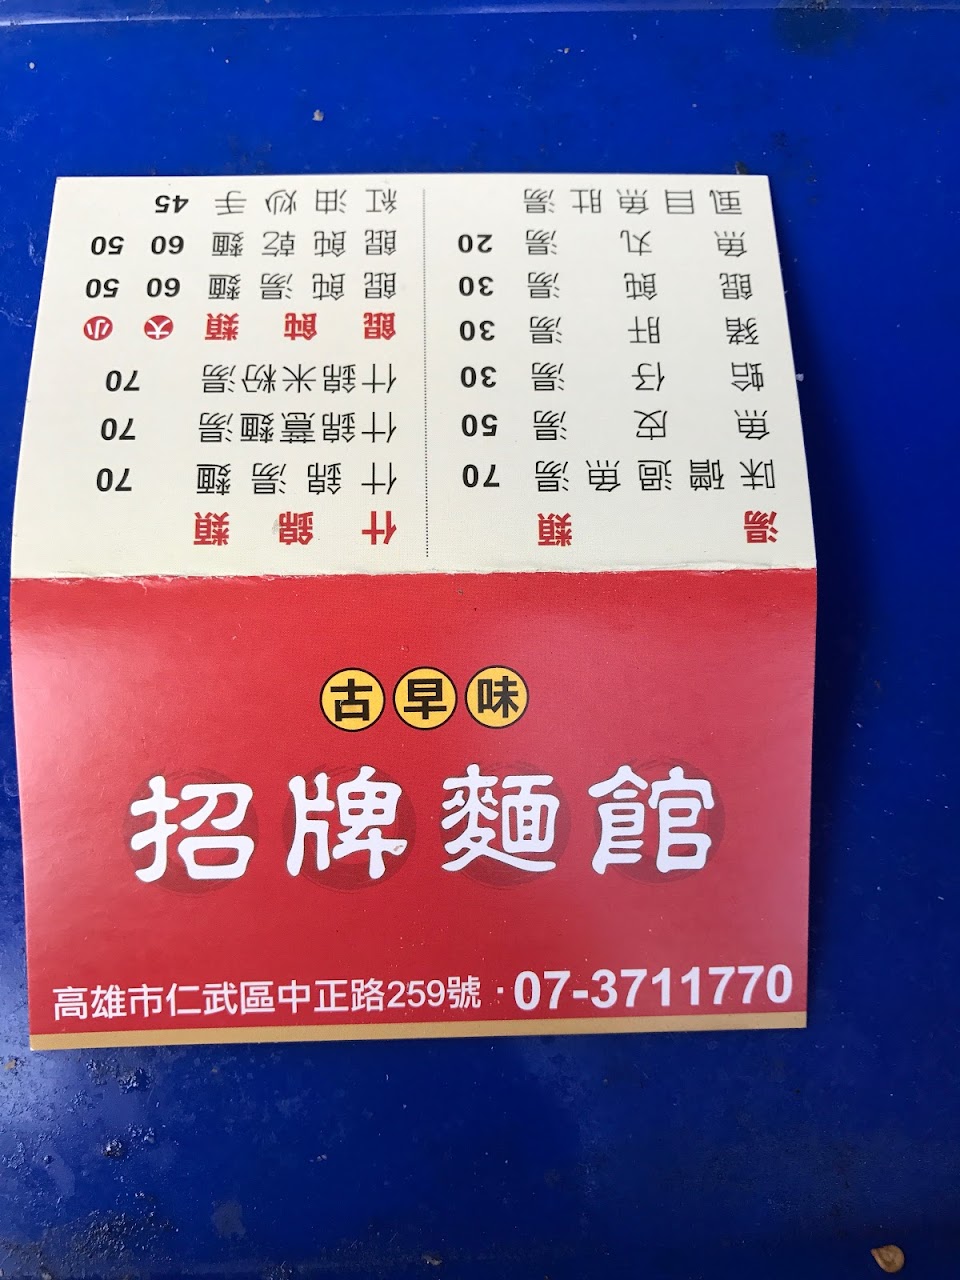 古早味
招牌麵館
高雄市仁武區中正路259號·07-3711770
湯類
味噌過魚湯 70
魚皮湯 50
蛤仔湯 30
豬肝湯 30
餛飩湯 30
魚丸湯 20
虱目魚肚湯
什錦類
什錦湯麵 70
什錦薏麵湯 70
什錦米粉湯 70
餛飩類 大 小
餛飩湯麵 60 50
餛飩乾麵 60 50
紅油炒手 45